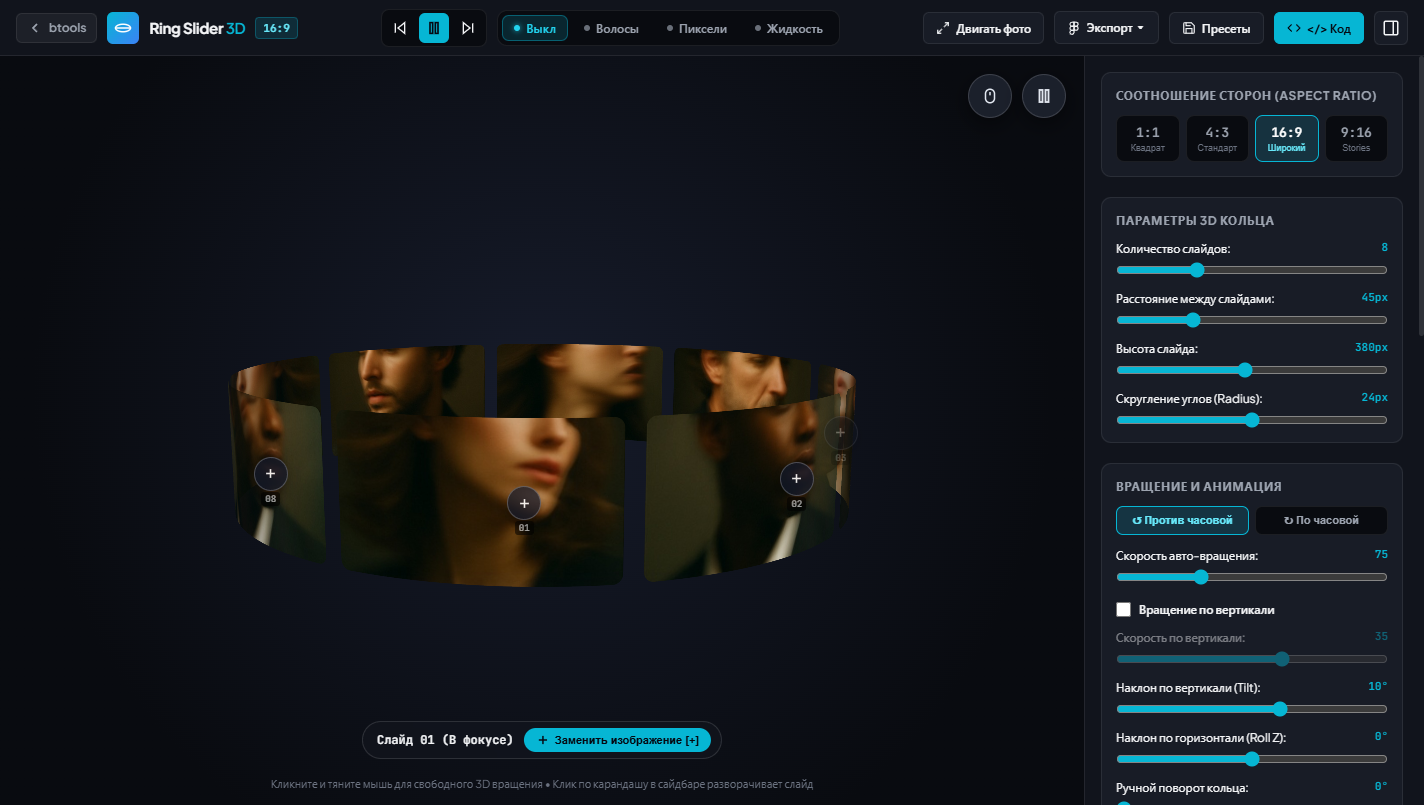 btools
Ring Slider 3D
16:9
Выкл
Волосы
Пиксели
Жидкость
Двигать фото
Экспорт
Пресеты
</> Код
СООТНОШЕНИЕ СТОРОН (ASPECT RATIO)
1:1
Квадрат
4:3
Стандарт
16:9
Широкий
9:16
Stories
ПАРАМЕТРЫ 3D КОЛЬЦА
Количество слайдов: 8
Расстояние между слайдами: 45px
Высота слайда: 380px
Скругление углов (Radius): 24px
03
08
02
01
ВРАЩЕНИЕ И АНИМАЦИЯ
↺ Против часовой
↻ По часовой
Скорость авто-вращения: 75
Вращение по вертикали
Скорость по вертикали: 35
Наклон по вертикали (Tilt): 10°
Наклон по горизонтали (Roll Z): 0°
Ручной поворот кольца: 0°
Слайд 01 (В фокусе)
+ Заменить изображение [+]
Кликните и тяните мышь для свободного 3D вращения • Клик по карандашу в сайдбаре разворачивает слайд